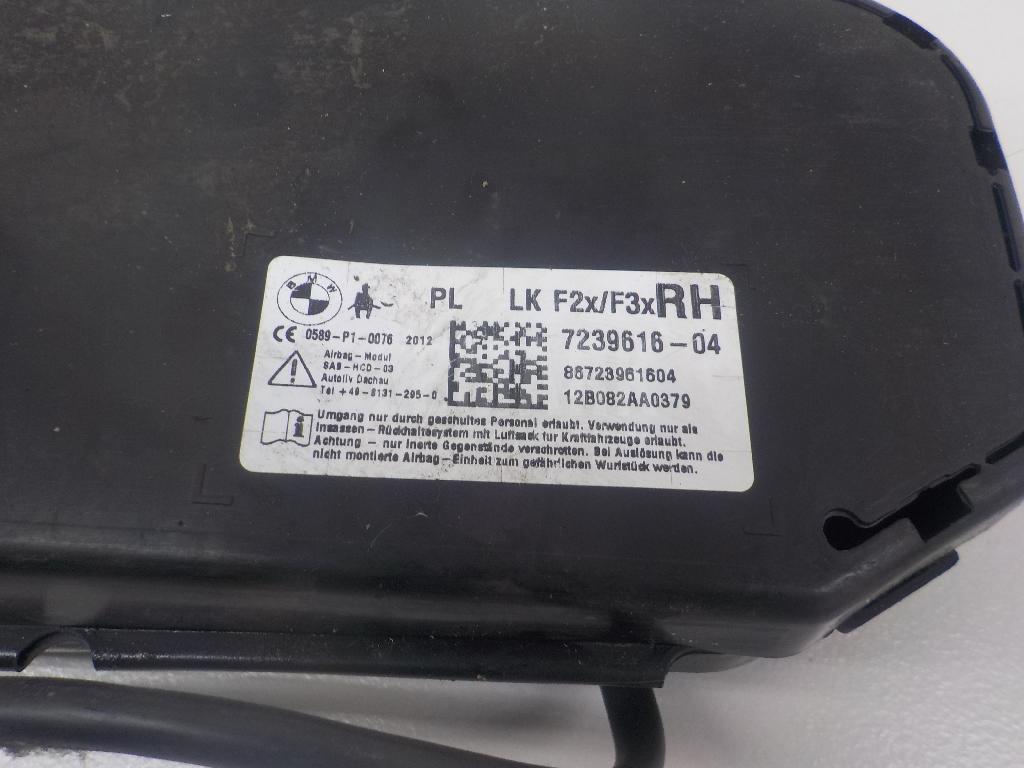 BMW
PL LK F2x/F3x RH
CE 0589-P1-0076 2012
7239616-04
Airbag-Modul
SAB-HCD-03
Autoliv Dachau
Tel +49-8131-295-0
86723961604
12B082AA0379
Umgang nur durch geschultes Personal erlaubt. Verwendung nur als
Insassen-Rückhaltesystem mit Luftsack für Kraftfahrzeuge erlaubt.
Achtung - nur inerte Gegenstände verschrotten. Bei Auslösung kann die
nicht montierte Airbag-Einheit zum gefährlichen Wurfstück werden.